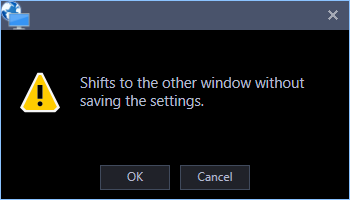 Shifts to the other window without
saving the settings.
OK
Cancel